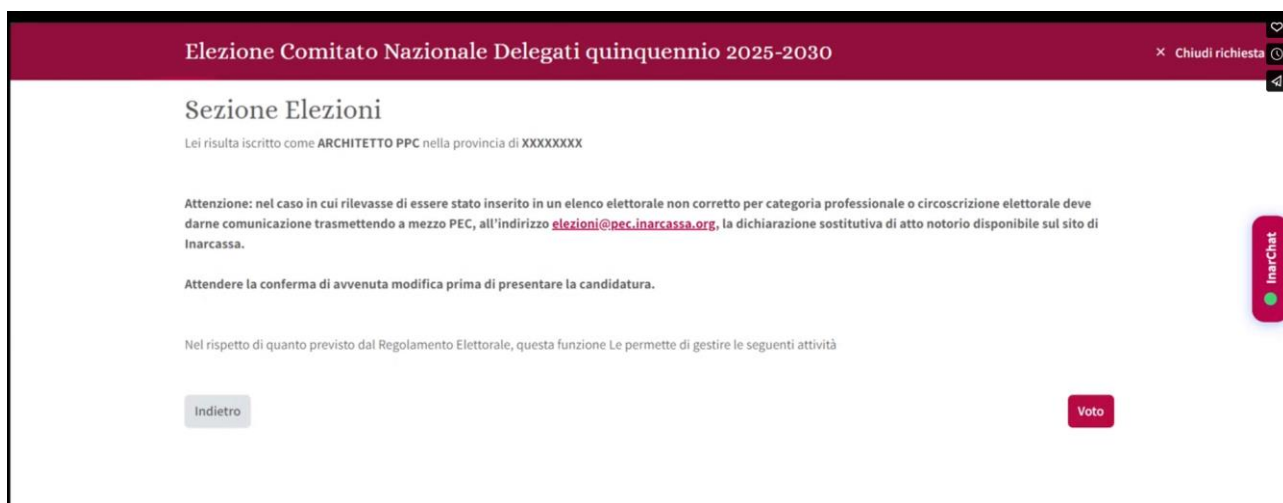 Elezione Comitato Nazionale Delegati quinquennio 2025-2030
× Chiudi richiesta
Sezione Elezioni
Lei risulta iscritto come ARCHITETTO PPC nella provincia di XXXXXXXX
Attenzione: nel caso in cui rilevasse di essere stato inserito in un elenco elettorale non corretto per categoria professionale o circoscrizione elettorale deve
darne comunicazione trasmettendo a mezzo PEC, all'indirizzo elezioni@pec.inarcassa.org, la dichiarazione sostitutiva di atto notorio disponibile sul sito di
Inarcassa.
Attendere la conferma di avvenuta modifica prima di presentare la candidatura.
Nel rispetto di quanto previsto dal Regolamento Elettorale, questa funzione Le permette di gestire le seguenti attività
Indietro
Voto
InarChat